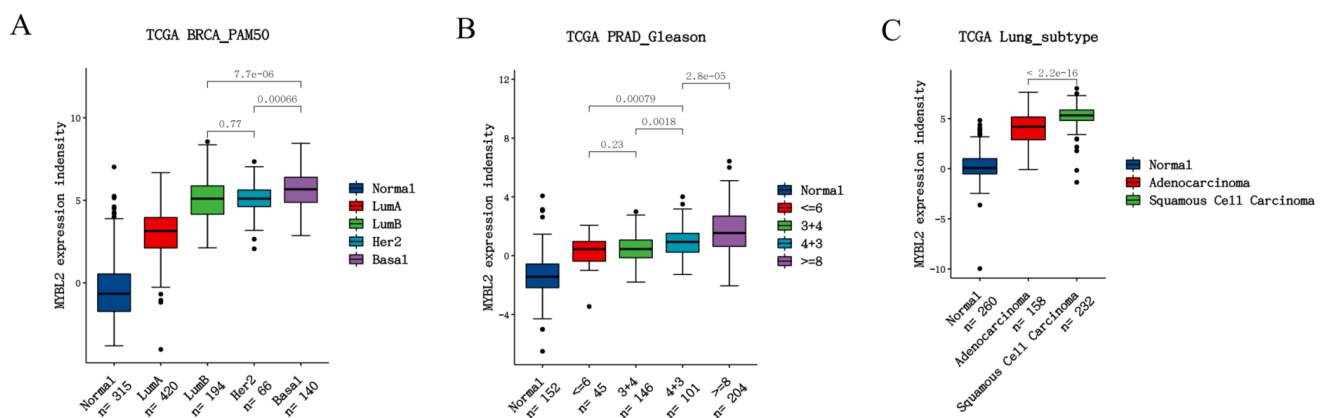 A
TCGA BRCA_PAM50
7.7e-06
0.00066
0.77
10
5
0
MYBL2 expression indensity
Normal
n= 315
LumA
n= 420
LumB
n= 194
Her2
n= 66
Basal
n= 140
Normal
LumA
LumB
Her2
Basal
B
TCGA PRAD_Gleason
2.8e-05
0.00079
0.0018
0.23
12
8
4
0
-4
MYBL2 expression indensity
Normal
n= 152
<=6
n= 45
3+4
n= 146
4+3
n= 101
>=8
n= 204
Normal
<=6
3+4
4+3
>=8
C
TCGA Lung_subtype
< 2.2e-16
5
0
-5
-10
MYBL2 expression indensity
Normal
n= 260
Adenocarcinoma
n= 158
Squamous Cell Carcinoma
n= 232
Normal
Adenocarcinoma
Squamous Cell Carcinoma